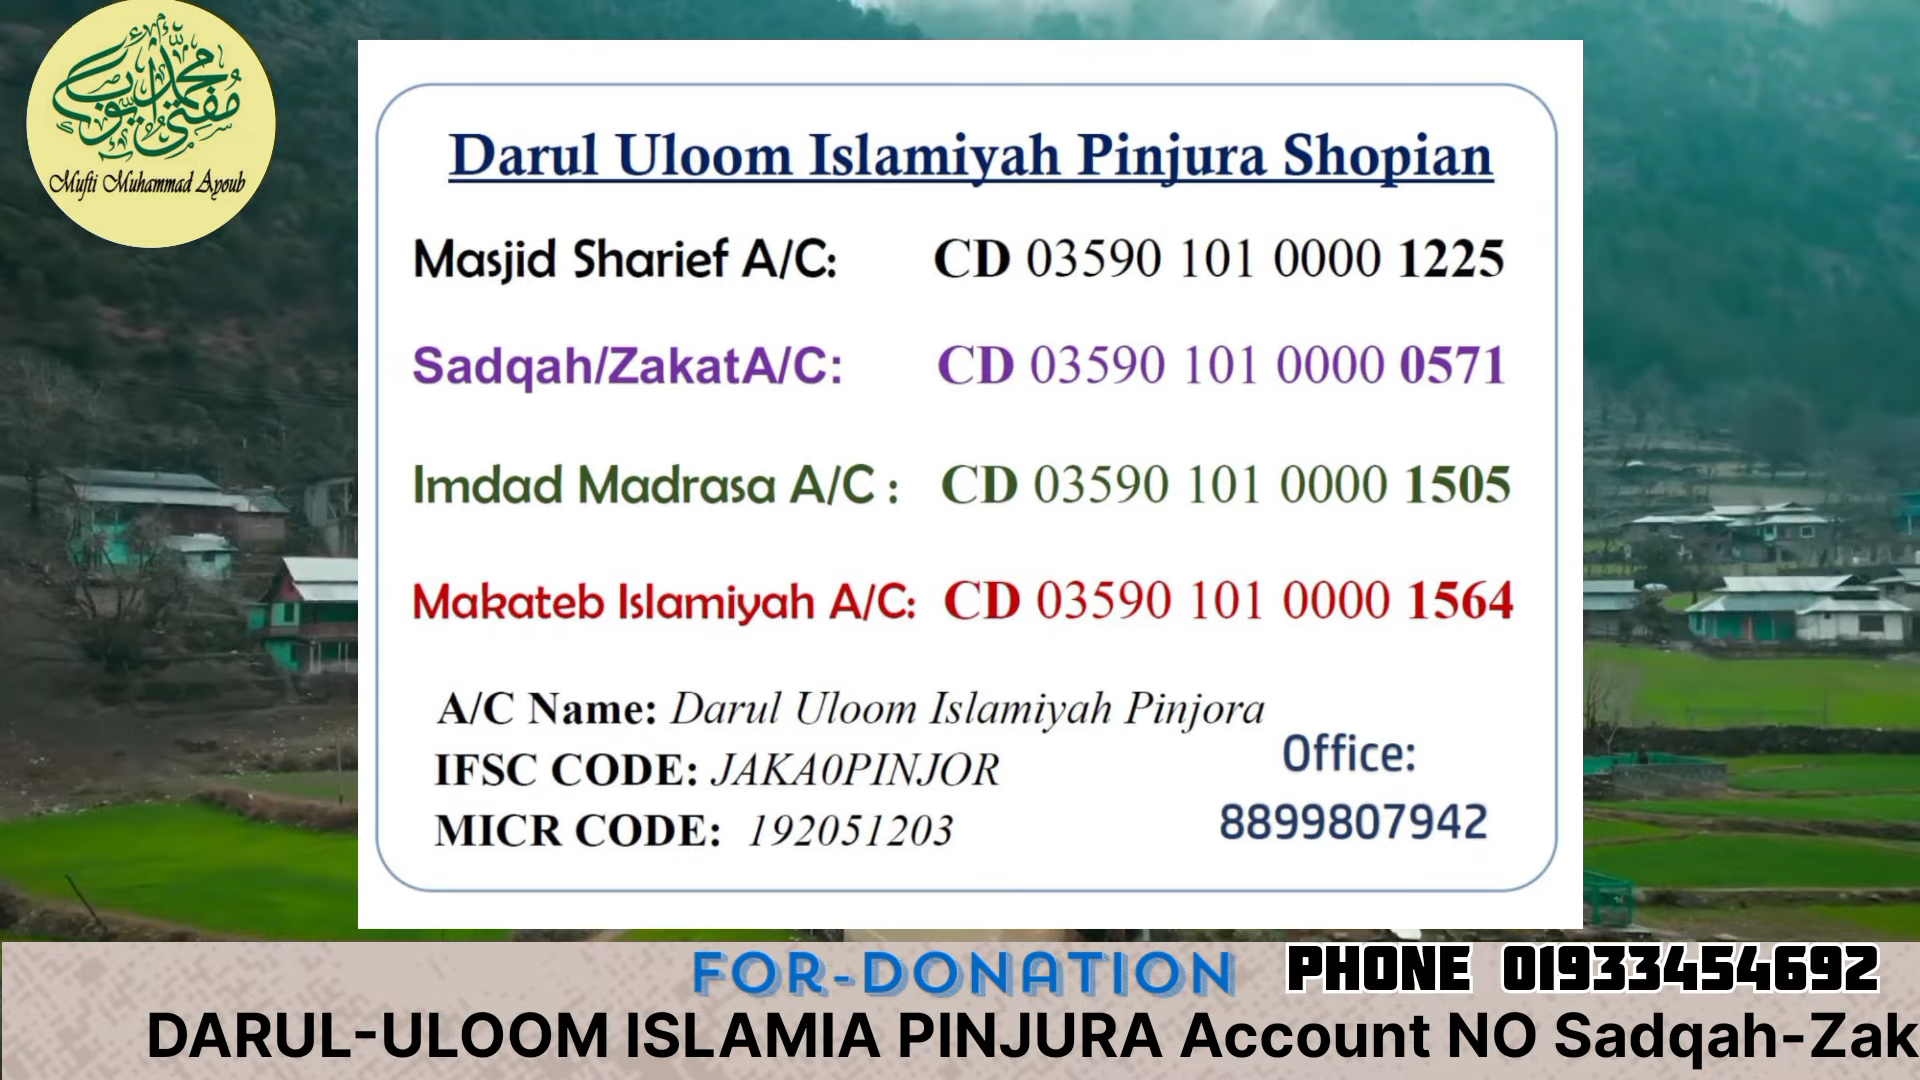 مفتی محمد ایوب
Mufti Muhammad Ayoub
Darul Uloom Islamiyah Pinjura Shopian
Masjid Sharief A/C: CD 03590 101 0000 1225
Sadqah/ZakatA/C: CD 03590 101 0000 0571
Imdad Madrasa A/C : CD 03590 101 0000 1505
Makateb Islamiyah A/C: CD 03590 101 0000 1564
A/C Name: Darul Uloom Islamiyah Pinjora
IFSC CODE: JAKA0PINJOR
MICR CODE: 192051203
Office:
8899807942
FOR-DONATION PHONE 01933454692
DARUL-ULOOM ISLAMIA PINJURA Account NO Sadqah-Zak